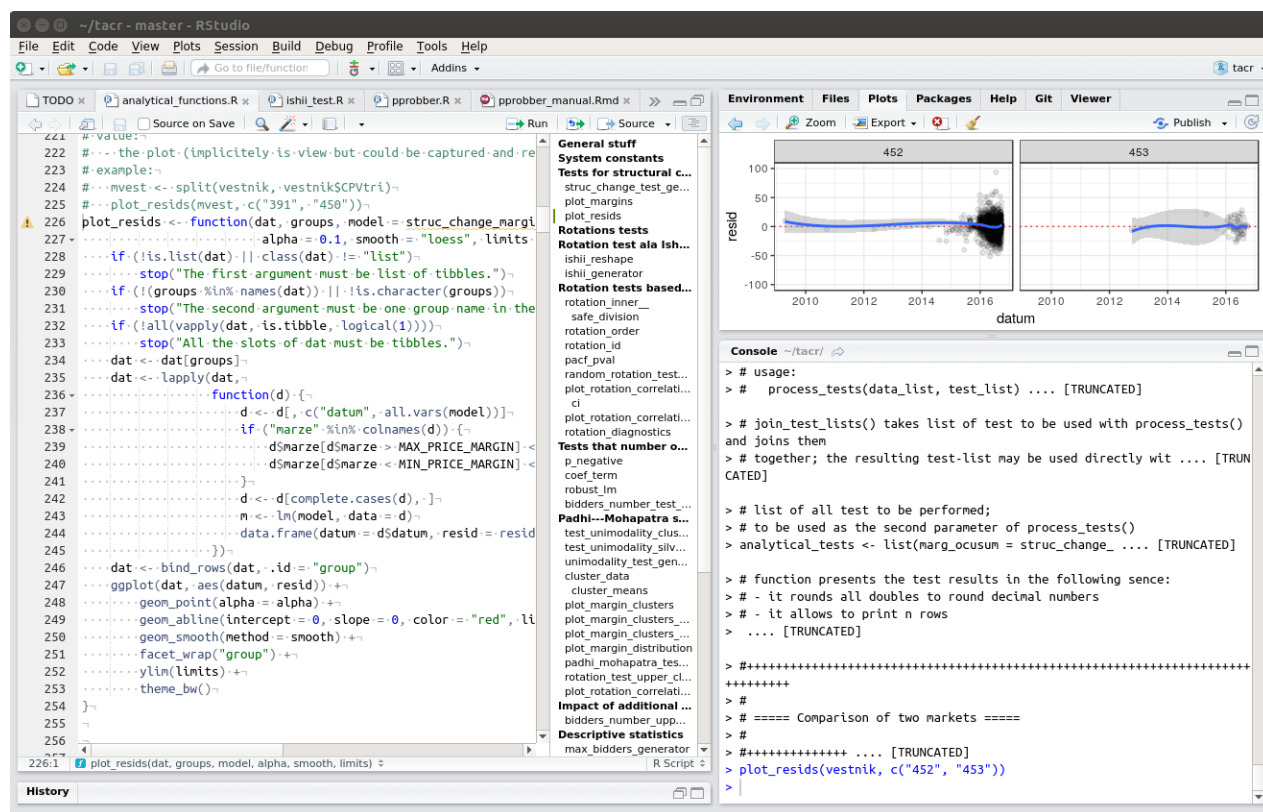 ~/tacr - master - RStudio
File Edit Code View Plots Session Build Debug Profile Tools Help
Go to file/function Addins tacr
TODO analytical_functions.R ishii_test.R pprobber.R pprobber_manual.Rmd
Source on Save Run Source
221 # value:
222 # - the plot (implicitely is view but could be captured and re
223 # example:
224 # mvest <- split(vestnik, vestnik$CPVtri)
225 # plot_resids(mvest, c("391", "450"))
226 plot_resids <- function(dat, groups, model = struc_change_margi
227 alpha = 0.1, smooth = "loess", limits
228 if (!is.list(dat) || class(dat) != "list")
229 stop("The first argument must be list of tibbles.")
230 if (!(groups %in% names(dat)) || !is.character(groups))
231 stop("The second argument must be one group name in the
232 if (!all(vapply(dat, is.tibble, logical(1))))
233 stop("All the slots of dat must be tibbles.")
234 dat <- dat[groups]
235 dat <- lapply(dat,
236 function(d) {
237 d <- d[, c("datum", all.vars(model))]
238 if ("marze" %in% colnames(d)) {
239 d$marze[d$marze > MAX_PRICE_MARGIN] <
240 d$marze[d$marze < MIN_PRICE_MARGIN] <
241 }
242 d <- d[complete.cases(d), ]
243 m <- lm(model, data = d)
244 data.frame(datum = d$datum, resid = resid
245 })
246 dat <- bind_rows(dat, .id = "group")
247 ggplot(dat, aes(datum, resid)) +
248 geom_point(alpha = alpha) +
249 geom_abline(intercept = 0, slope = 0, color = "red", li
250 geom_smooth(method = smooth) +
251 facet_wrap("group") +
252 ylim(limits) +
253 theme_bw()
254 }
255
256
226:1 plot_resids(dat, groups, model, alpha, smooth, limits) R Script
History
General stuff
System constants
Tests for structural c...
struc_change_test_ge...
plot_margins
plot_resids
Rotations tests
Rotation test ala Ish...
ishii_reshape
ishii_generator
Rotation tests based...
rotation_inner__
safe_division
rotation_order
rotation_id
pacf_pval
random_rotation_test...
plot_rotation_correlati...
ci
plot_rotation_correlati...
rotation_diagnostics
Tests that number o...
p_negative
coef_term
robust_lm
bidders_number_test_...
Padhi---Mohapatra s...
test_unimodality_clus...
test_unimodality_silv...
unimodality_test_gen...
cluster_data
cluster_means
plot_margin_clusters
plot_margin_clusters_...
plot_margin_clusters_...
plot_margin_distribution
padhi_mohapatra_tes...
rotation_test_upper_cl...
plot_rotation_correlati...
Impact of additional ...
bidders_number_upp...
Descriptive statistics
max_bidders_generator
Environment Files Plots Packages Help Git Viewer
Zoom Export Publish
452 453
100
50
0
-50
-100
resid
2010 2012 2014 2016 2010 2012 2014 2016
datum
Console ~/tacr/
> # usage:
> # process_tests(data_list, test_list) .... [TRUNCATED]
> # join_test_lists() takes list of test to be used with process_tests()
and joins them
> # together; the resulting test-list may be used directly wit .... [TRUN
CATED]
> # list of all test to be performed;
> # to be used as the second parameter of process_tests()
> analytical_tests <- list(marg_ocusum = struc_change_ .... [TRUNCATED]
> # function presents the test results in the following sence:
> # - it rounds all doubles to round decimal numbers
> # - it allows to print n rows
> .... [TRUNCATED]
> #+++++++++++++++++++++++++++++++++++++++++++++++++++++++++++++++++++++
+++++++++
> #
> # ===== Comparison of two markets =====
> #
> #++++++++++++++ .... [TRUNCATED]
> plot_resids(vestnik, c("452", "453"))
>